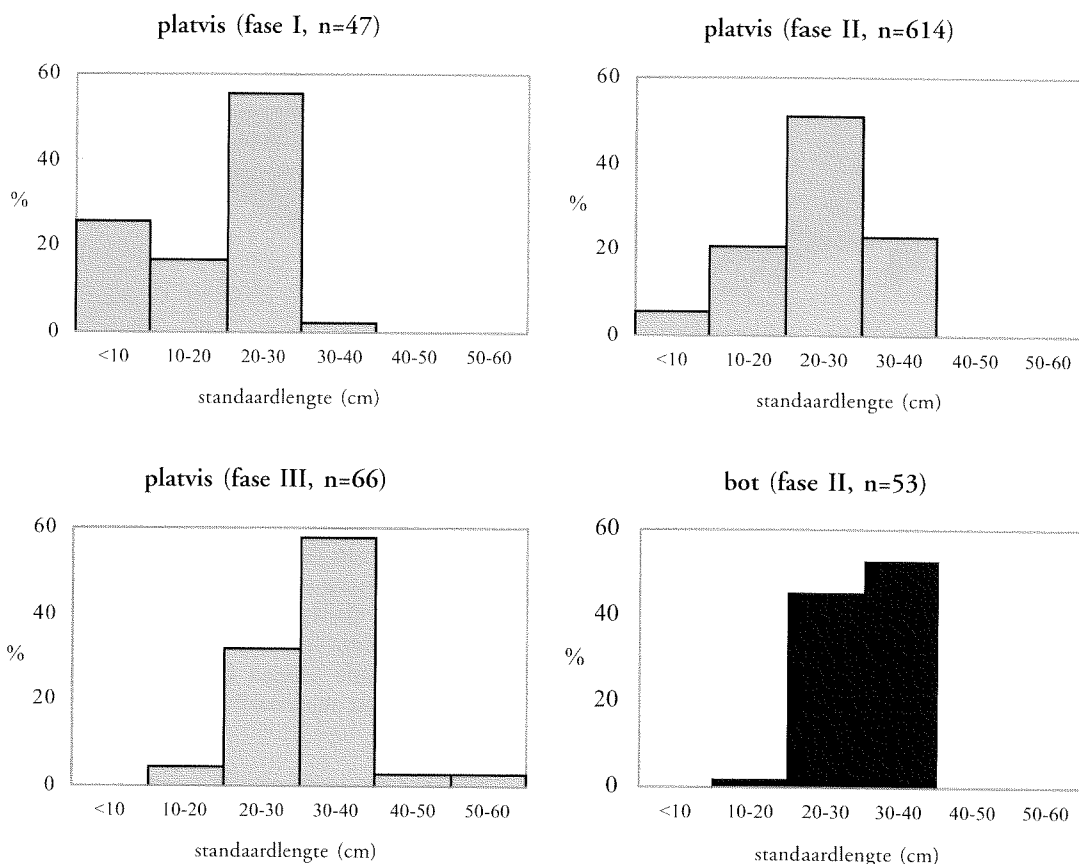 platvis (fase I, n=47)
60
40
%
20
0
<10 10-20 20-30 30-40 40-50 50-60
standaardlengte (cm)
platvis (fase II, n=614)
60
40
%
20
0
<10 10-20 20-30 30-40 40-50 50-60
standaardlengte (cm)
platvis (fase III, n=66)
60
40
%
20
0
<10 10-20 20-30 30-40 40-50 50-60
standaardlengte (cm)
bot (fase II, n=53)
60
40
%
20
0
<10 10-20 20-30 30-40 40-50 50-60
standaardlengte (cm)